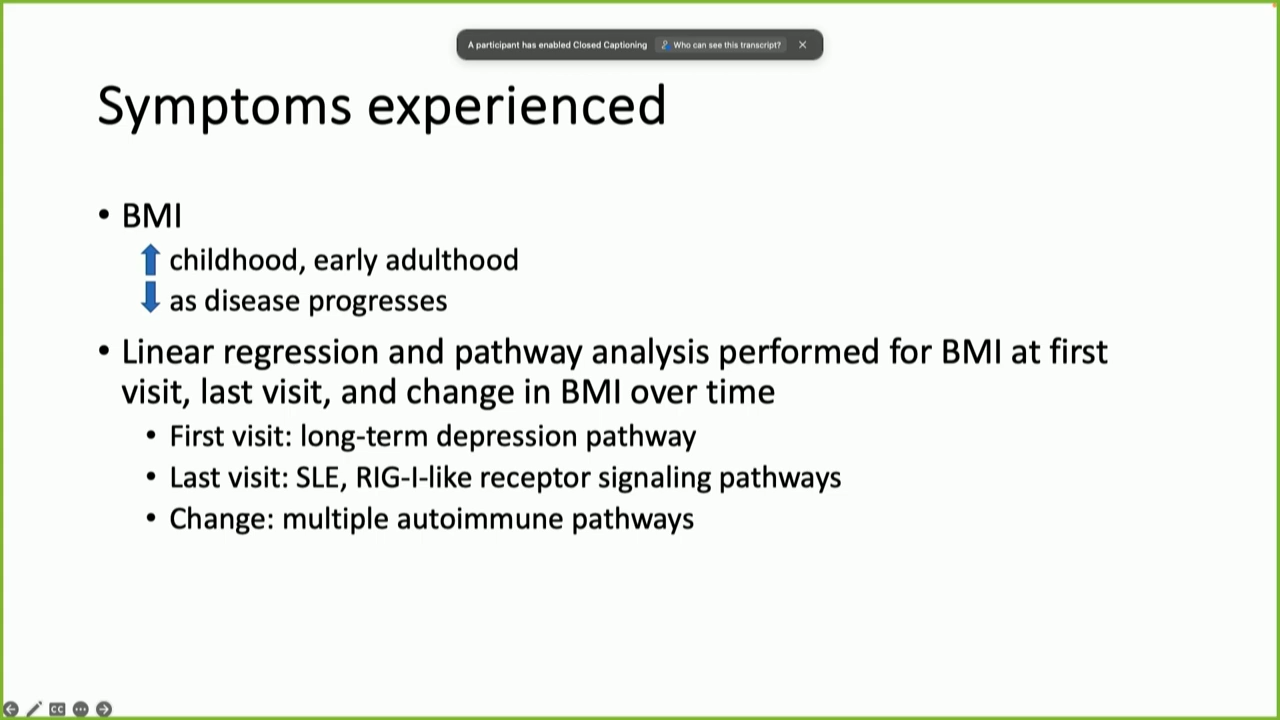 A participant has enabled Closed Captioning Who can see this transcript?
Symptoms experienced
• BMI
childhood, early adulthood
as disease progresses
• Linear regression and pathway analysis performed for BMI at first
visit, last visit, and change in BMI over time
• First visit: long-term depression pathway
• Last visit: SLE, RIG-I-like receptor signaling pathways
• Change: multiple autoimmune pathways
CC